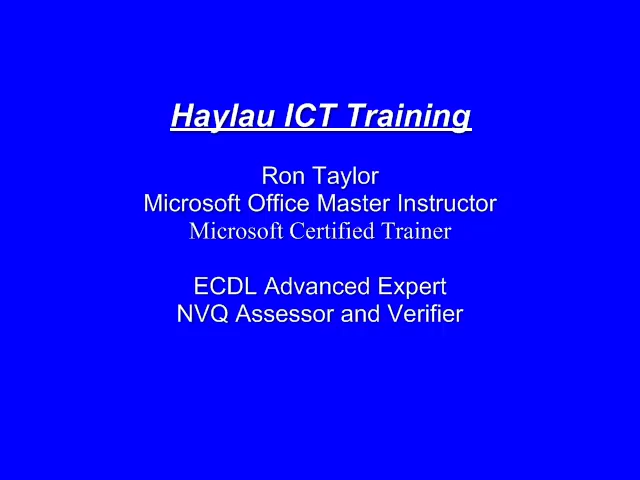 Haylau ICT Training
Ron Taylor
Microsoft Office Master Instructor
Microsoft Certified Trainer
ECDL Advanced Expert
NVQ Assessor and Verifier